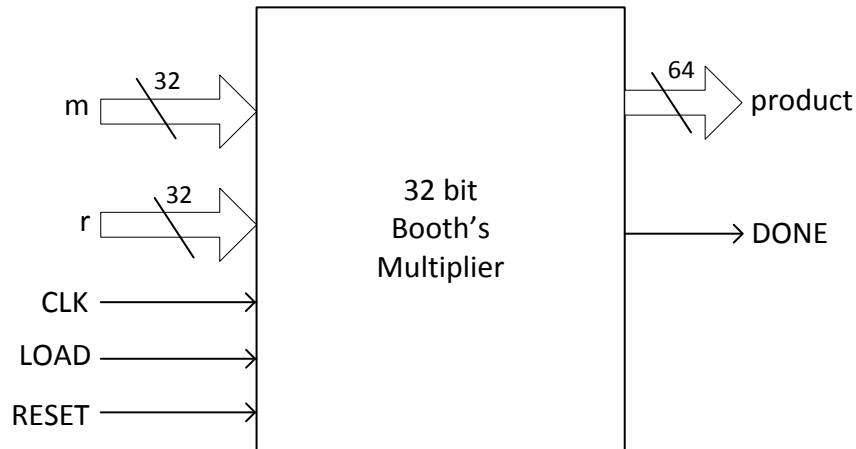 32
m
64
product
32
r
32 bit
Booth's
Multiplier
DONE
CLK
LOAD
RESET